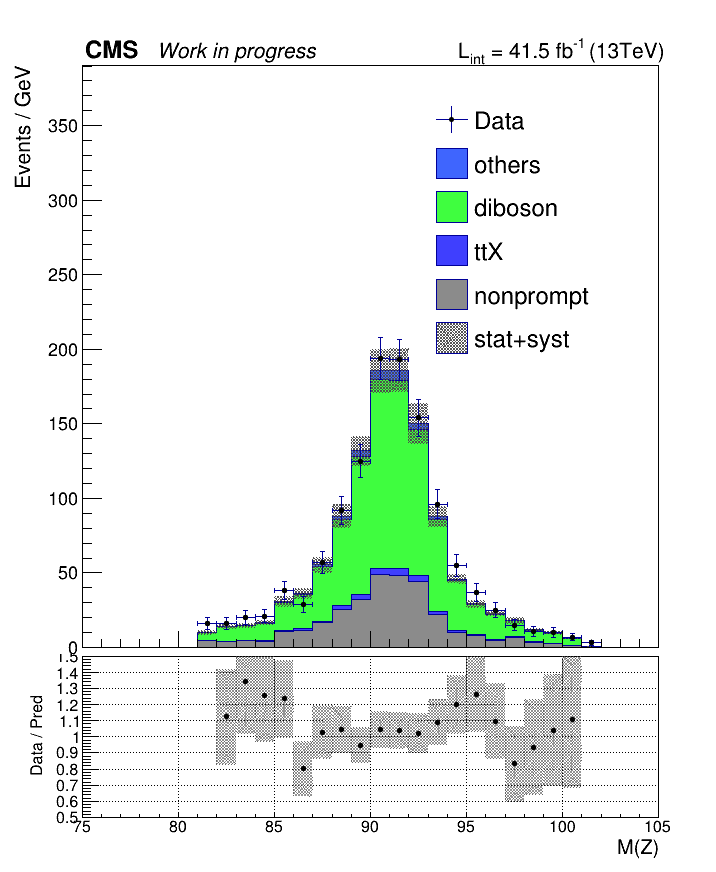 CMS Work in progress L_int = 41.5 fb^-1 (13TeV)
Events / GeV
350
300
250
200
150
100
50
0
Data
others
diboson
ttX
nonprompt
stat+syst
Data / Pred
1.5
1.4
1.3
1.2
1.1
1
0.9
0.8
0.7
0.6
0.5
75 80 85 90 95 100 105
M(Z)